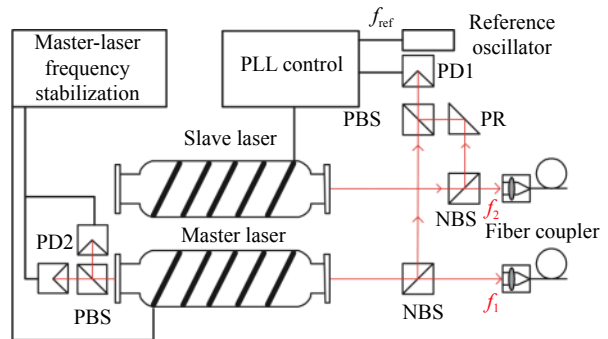 Master-laser
frequency
stabilization
PLL control
f_ref
Reference
oscillator
PD1
PBS
PR
Slave laser
NBS
f_2
Fiber coupler
PD2
Master laser
PBS
NBS
f_1